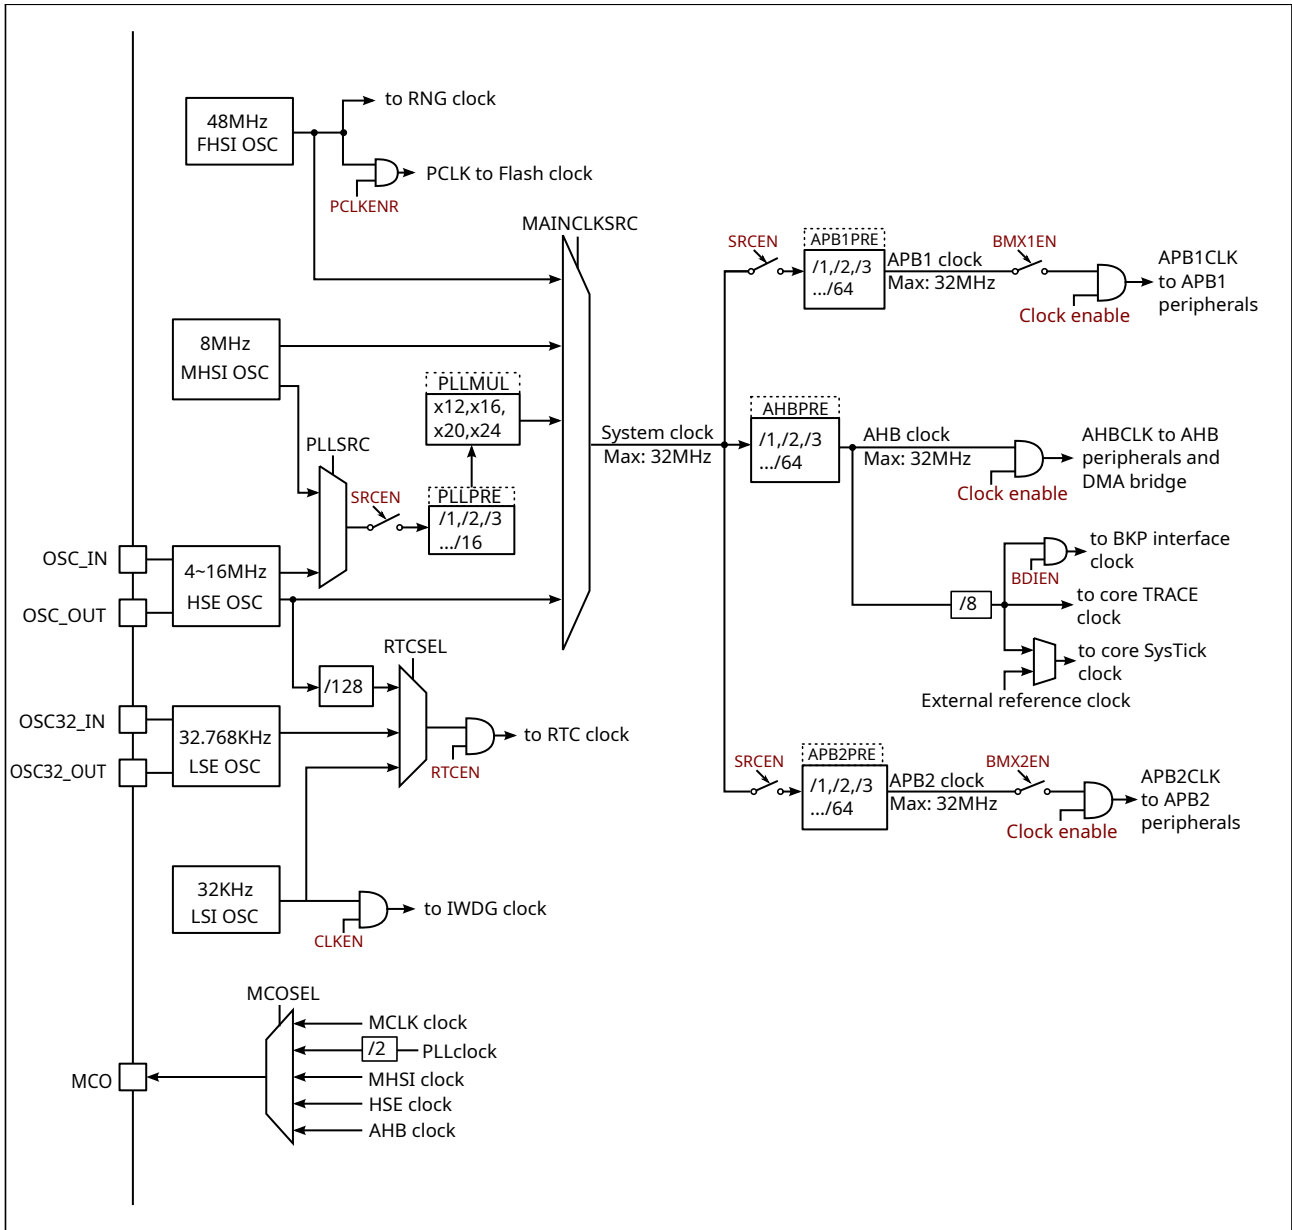 48MHz
FHSI OSC
to RNG clock
PCLK to Flash clock
PCLKENR
MAINCLKSRC
8MHz
MHSI OSC
PLLMUL
x12,x16,
x20,x24
PLLSRC
SRCEN
PLLPRE
/1,/2,/3
.../16
OSC_IN
OSC_OUT
4~16MHz
HSE OSC
RTCSEL
/128
OSC32_IN
OSC32_OUT
32.768KHz
LSE OSC
RTCEN
to RTC clock
32KHz
LSI OSC
CLKEN
to IWDG clock
MCOSEL
MCO
MCLK clock
/2
PLLclock
MHSI clock
HSE clock
AHB clock
System clock
Max: 32MHz
SRCEN
APB1PRE
/1,/2,/3
.../64
APB1 clock
Max: 32MHz
BMX1EN
Clock enable
APB1CLK
to APB1
peripherals
AHBPRE
/1,/2,/3
.../64
AHB clock
Max: 32MHz
Clock enable
AHBCLK to AHB
peripherals and
DMA bridge
/8
BDIEN
to BKP interface
clock
to core TRACE
clock
to core SysTick
clock
External reference clock
SRCEN
APB2PRE
/1,/2,/3
.../64
APB2 clock
Max: 32MHz
BMX2EN
Clock enable
APB2CLK
to APB2
peripherals